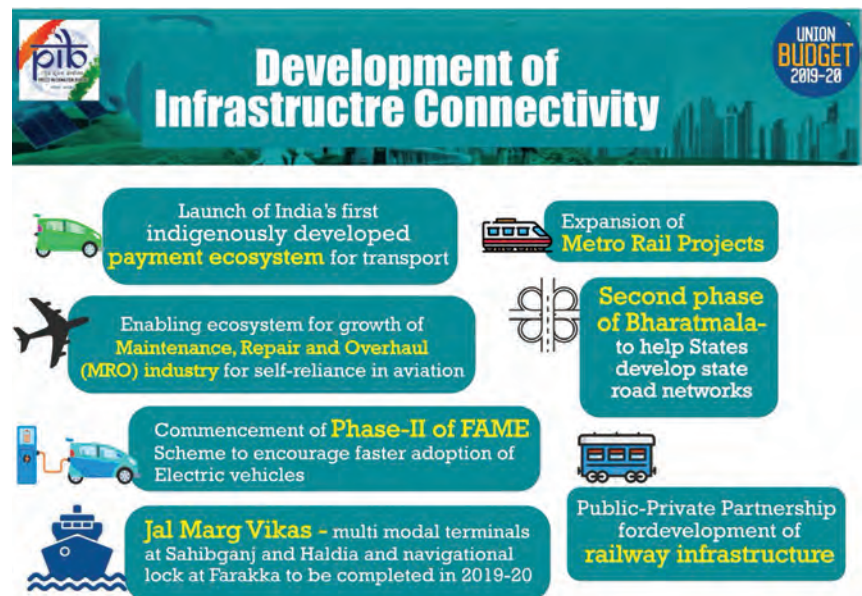 pib
UNION
BUDGET
2019-20
Development of
Infrastructre Connectivity
Launch of India's first
indigenously developed
payment ecosystem for transport
Expansion of
Metro Rail Projects
Enabling ecosystem for growth of
Maintenance, Repair and Overhaul
(MRO) industry for self-reliance in aviation
Second phase
of Bharatmala-
to help States
develop state
road networks
Commencement of Phase-II of FAME
Scheme to encourage faster adoption of
Electric vehicles
Jal Marg Vikas - multi modal terminals
at Sahibganj and Haldia and navigational
lock at Farakka to be completed in 2019-20
Public-Private Partnership
fordevelopment of
railway infrastructure